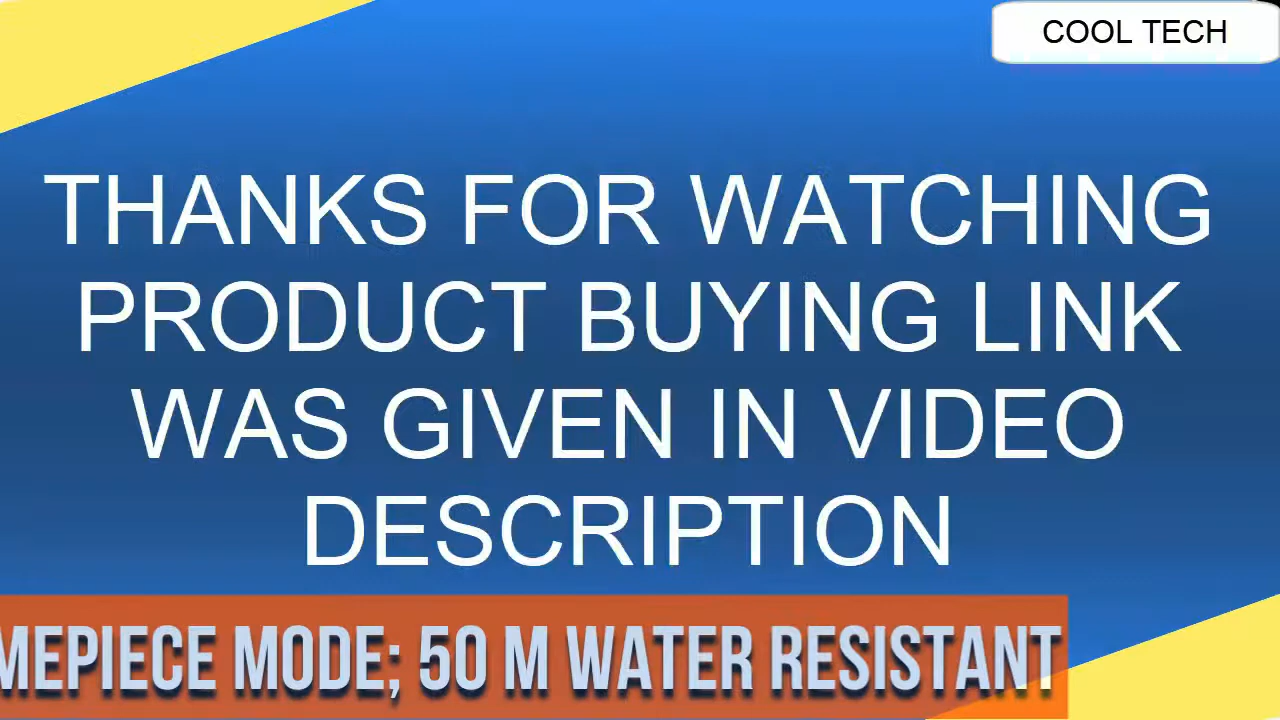 COOL TECH
THANKS FOR WATCHING
PRODUCT BUYING LINK
WAS GIVEN IN VIDEO
DESCRIPTION
MEPIECE MODE; 50 M WATER RESISTANT